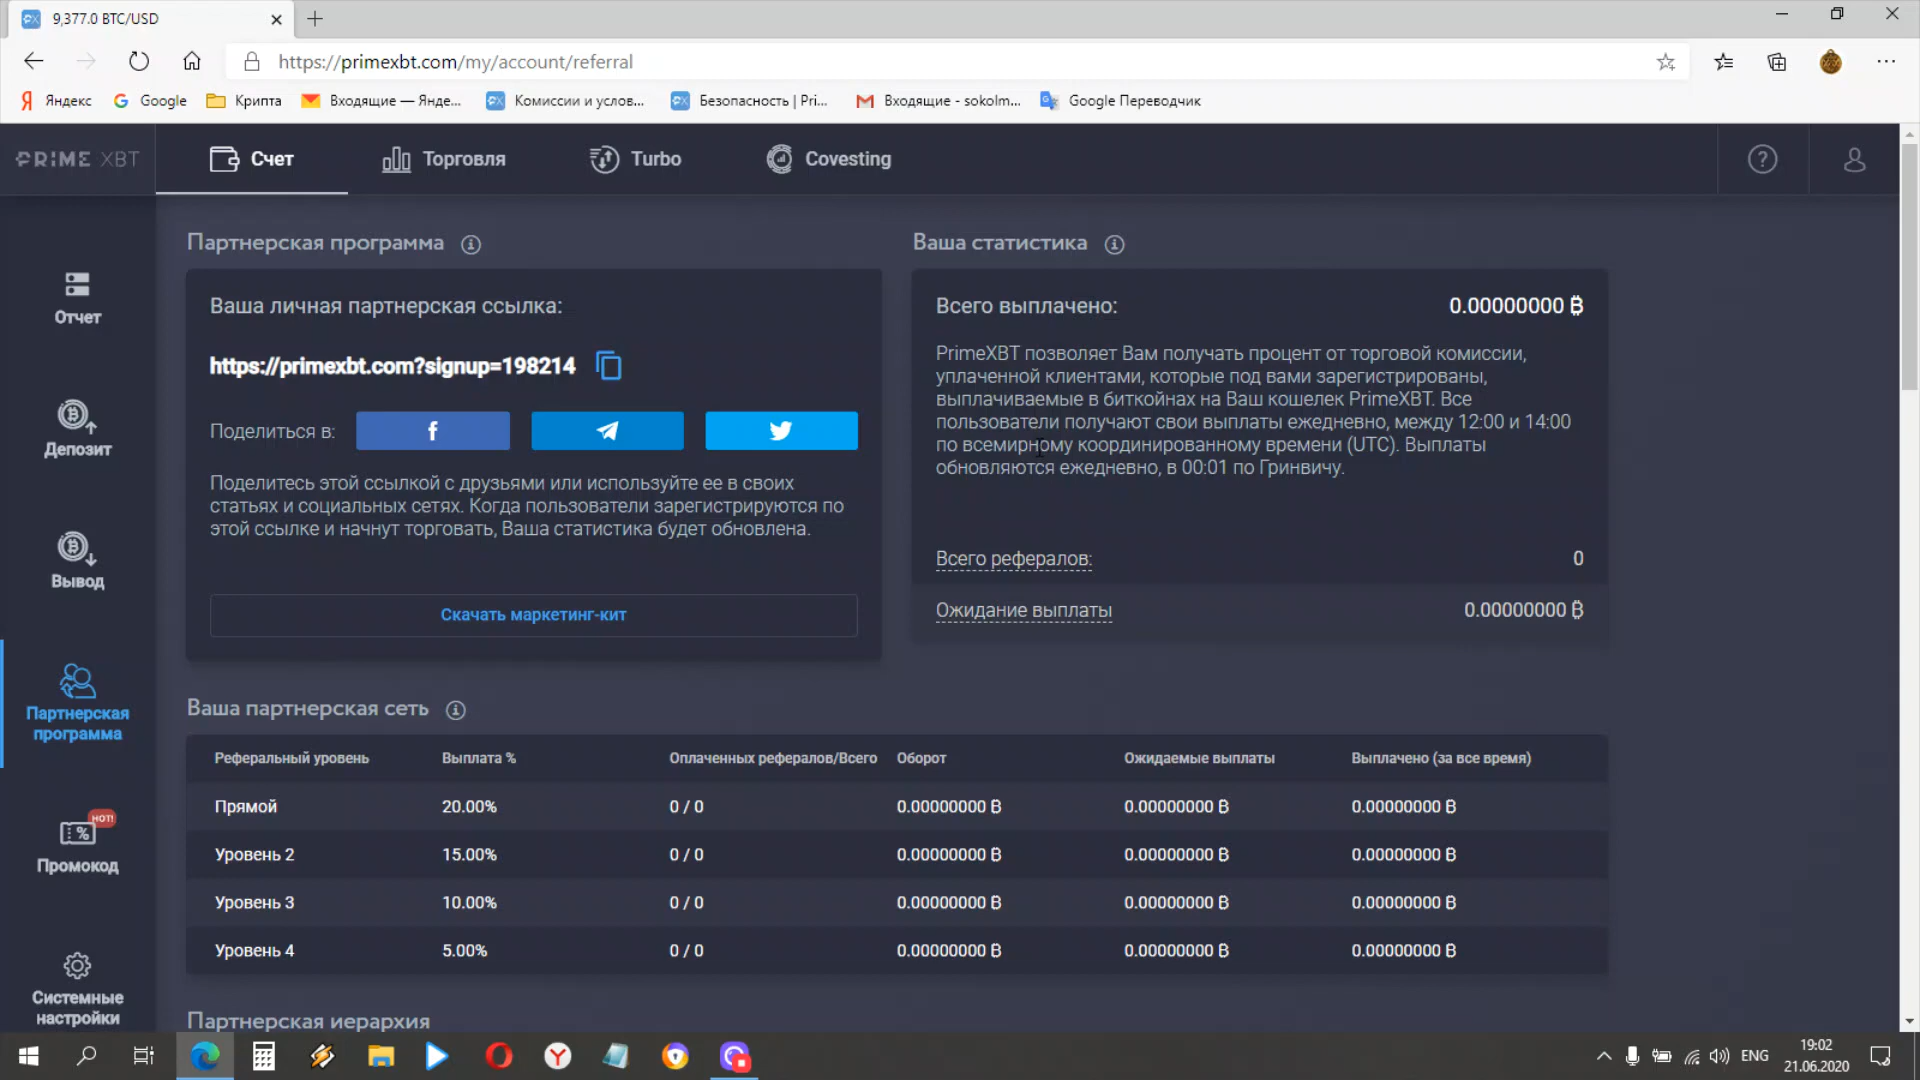 9,377.0 BTC/USD
https://primexbt.com/my/account/referral
Яндекс
Google
Крипта
Входящие — Янде...
Комиссии и услов...
Безопасность | Pri...
Входящие - sokolm...
Google Переводчик
PRIME XBT
Счет
Торговля
Turbo
Covesting
Отчет
Депозит
Вывод
Партнерская
программа
HOT!
Промокод
Системные
настройки
Партнерская программа
Ваша личная партнерская ссылка:
https://primexbt.com?signup=198214
Поделиться в:
Поделитесь этой ссылкой с друзьями или используйте ее в своих
статьях и социальных сетях. Когда пользователи зарегистрируются по
этой ссылке и начнут торговать, Ваша статистика будет обновлена.
Скачать маркетинг-кит
Ваша статистика
Всего выплачено: 0.00000000 ₿
PrimeXBT позволяет Вам получать процент от торговой комиссии,
уплаченной клиентами, которые под вами зарегистрированы,
выплачиваемые в биткойнах на Ваш кошелек PrimeXBT. Все
пользователи получают свои выплаты ежедневно, между 12:00 и 14:00
по всемирному координированному времени (UTC). Выплаты
обновляются ежедневно, в 00:01 по Гринвичу.
Всего рефералов: 0
Ожидание выплаты 0.00000000 ₿
Ваша партнерская сеть
Реферальный уровень Выплата % Оплаченных рефералов/Всего Оборот Ожидаемые выплаты Выплачено (за все время)
Прямой 20.00% 0 / 0 0.00000000 ₿ 0.00000000 ₿ 0.00000000 ₿
Уровень 2 15.00% 0 / 0 0.00000000 ₿ 0.00000000 ₿ 0.00000000 ₿
Уровень 3 10.00% 0 / 0 0.00000000 ₿ 0.00000000 ₿ 0.00000000 ₿
Уровень 4 5.00% 0 / 0 0.00000000 ₿ 0.00000000 ₿ 0.00000000 ₿
Партнерская иерархия
ENG
19:02
21.06.2020